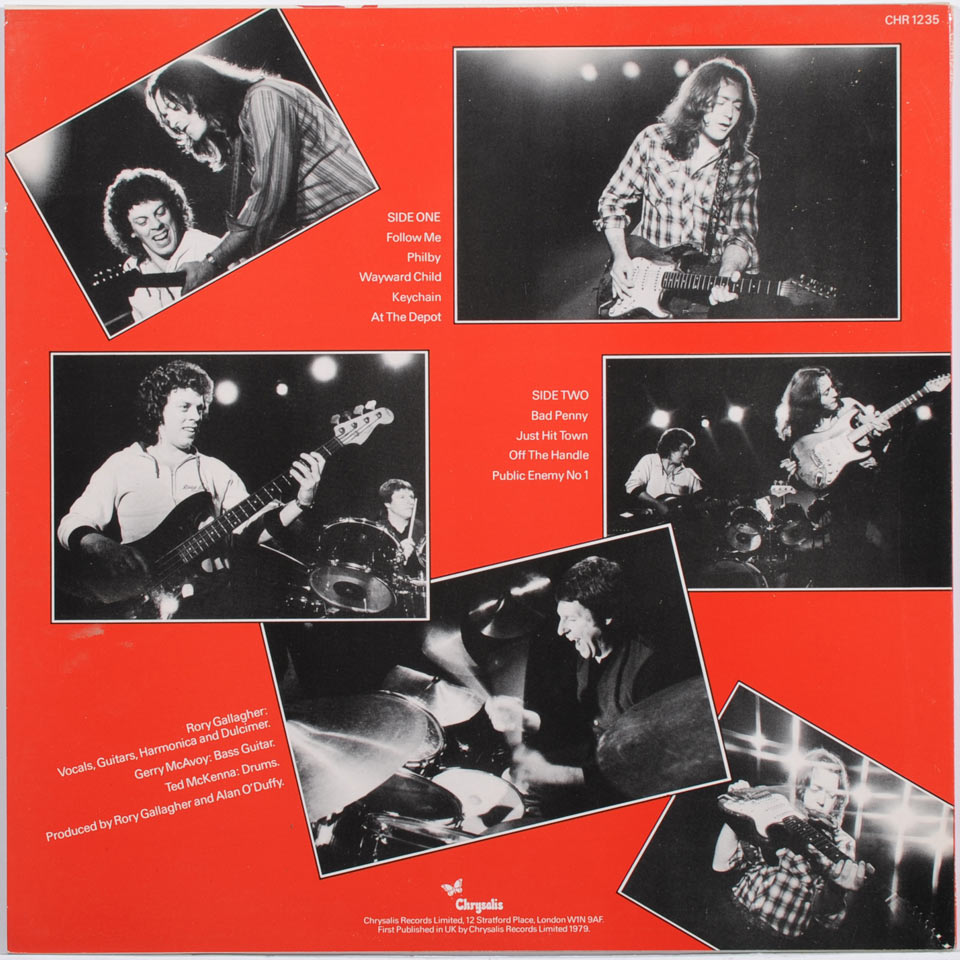 CHR 1235
SIDE ONE
Follow Me
Philby
Wayward Child
Keychain
At The Depot
SIDE TWO
Bad Penny
Just Hit Town
Off The Handle
Public Enemy No 1
Rory Gallagher:
Vocals, Guitars, Harmonica and Dulcimer.
Gerry McAvoy: Bass Guitar.
Ted McKenna: Drums.
Produced by Rory Gallagher and Alan O'Duffy.
Chrysalis
Chrysalis Records Limited, 12 Stratford Place, London W1N 9AF.
First Published in UK by Chrysalis Records Limited 1979.